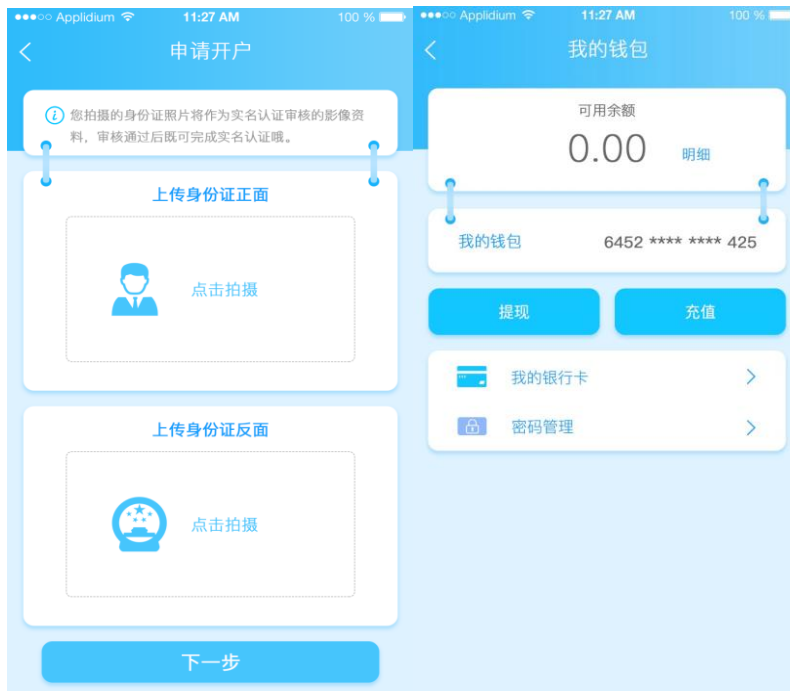 ●●●○○ Applidium 11:27 AM 100 %
申请开户
您拍摄的身份证照片将作为实名认证审核的影像资
料，审核通过后既可完成实名认证哦。
上传身份证正面
点击拍摄
上传身份证反面
点击拍摄
下一步
●●●○○ Applidium 11:27 AM 100 %
我的钱包
可用余额
0.00 明细
我的钱包 6452 **** **** 425
提现 充值
我的银行卡
密码管理